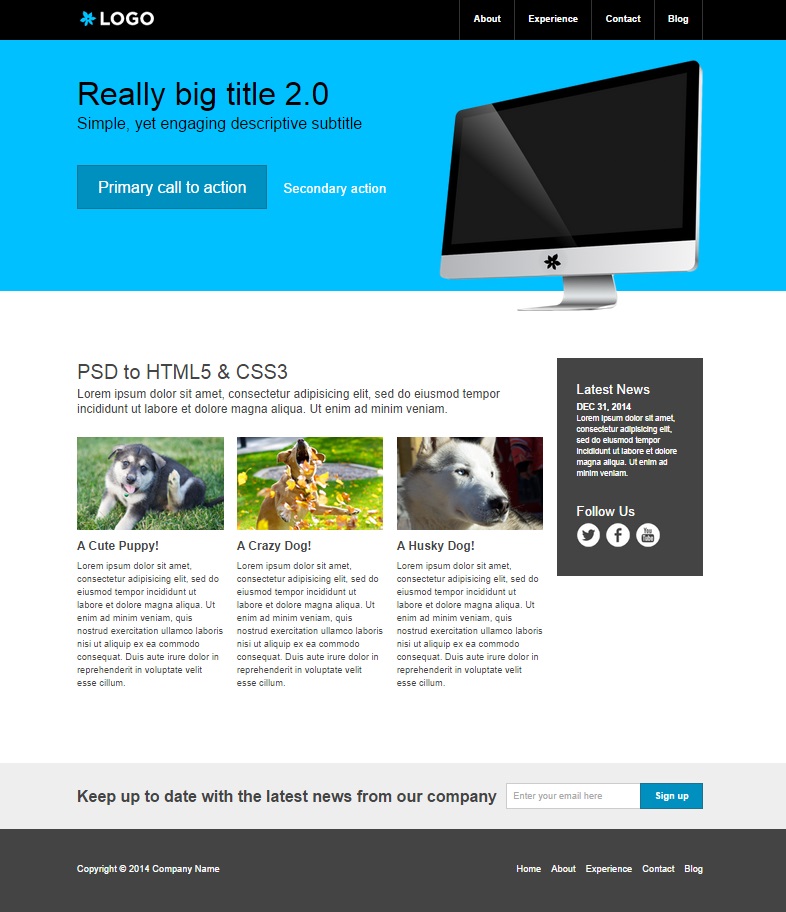 LOGO
About Experience Contact Blog
Really big title 2.0
Simple, yet engaging descriptive subtitle
Primary call to action
Secondary action
PSD to HTML5 & CSS3
Lorem ipsum dolor sit amet, consectetur adipisicing elit, sed do eiusmod tempor
incididunt ut labore et dolore magna aliqua. Ut enim ad minim veniam.
A Cute Puppy!
Lorem ipsum dolor sit amet,
consectetur adipisicing elit, sed do
eiusmod tempor incididunt ut
labore et dolore magna aliqua. Ut
enim ad minim veniam, quis
nostrud exercitation ullamco laboris
nisi ut aliquip ex ea commodo
consequat. Duis aute irure dolor in
reprehenderit in voluptate velit
esse cillum.
A Crazy Dog!
Lorem ipsum dolor sit amet,
consectetur adipisicing elit, sed do
eiusmod tempor incididunt ut
labore et dolore magna aliqua. Ut
enim ad minim veniam, quis
nostrud exercitation ullamco laboris
nisi ut aliquip ex ea commodo
consequat. Duis aute irure dolor in
reprehenderit in voluptate velit
esse cillum.
A Husky Dog!
Lorem ipsum dolor sit amet,
consectetur adipisicing elit, sed do
eiusmod tempor incididunt ut
labore et dolore magna aliqua. Ut
enim ad minim veniam, quis
nostrud exercitation ullamco laboris
nisi ut aliquip ex ea commodo
consequat. Duis aute irure dolor in
reprehenderit in voluptate velit
esse cillum.
Latest News
DEC 31, 2014
Lorem ipsum dolor sit amet,
consectetur adipisicing elit,
sed do eiusmod tempor
incididunt ut labore et dolore
magna aliqua. Ut enim ad
minim veniam.
Follow Us
You
Tube
Keep up to date with the latest news from our company
Enter your email here
Sign up
Copyright © 2014 Company Name
Home About Experience Contact Blog